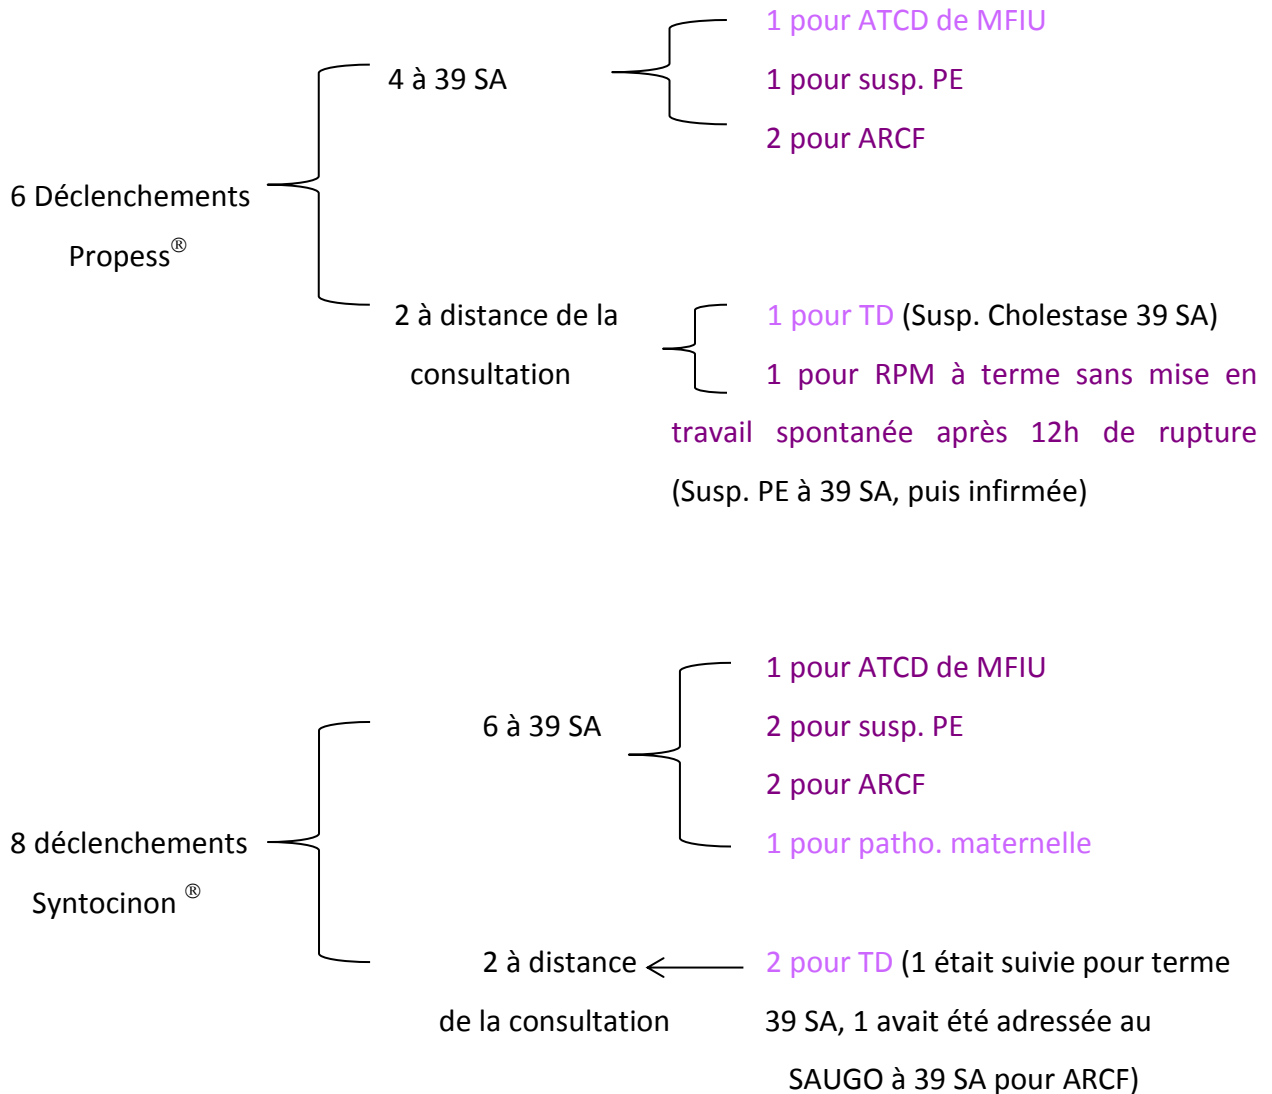 6 Déclenchements
Propess®
4 à 39 SA
1 pour ATCD de MFIU
1 pour susp. PE
2 pour ARCF
2 à distance de la
consultation
1 pour TD (Susp. Cholestase 39 SA)
1 pour RPM à terme sans mise en
travail spontanée après 12h de rupture
(Susp. PE à 39 SA, puis infirmée)
8 déclenchements
Syntocinon ®
6 à 39 SA
1 pour ATCD de MFIU
2 pour susp. PE
2 pour ARCF
1 pour patho. maternelle
2 à distance
de la consultation
2 pour TD (1 était suivie pour terme
39 SA, 1 avait été adressée au
SAUGO à 39 SA pour ARCF)